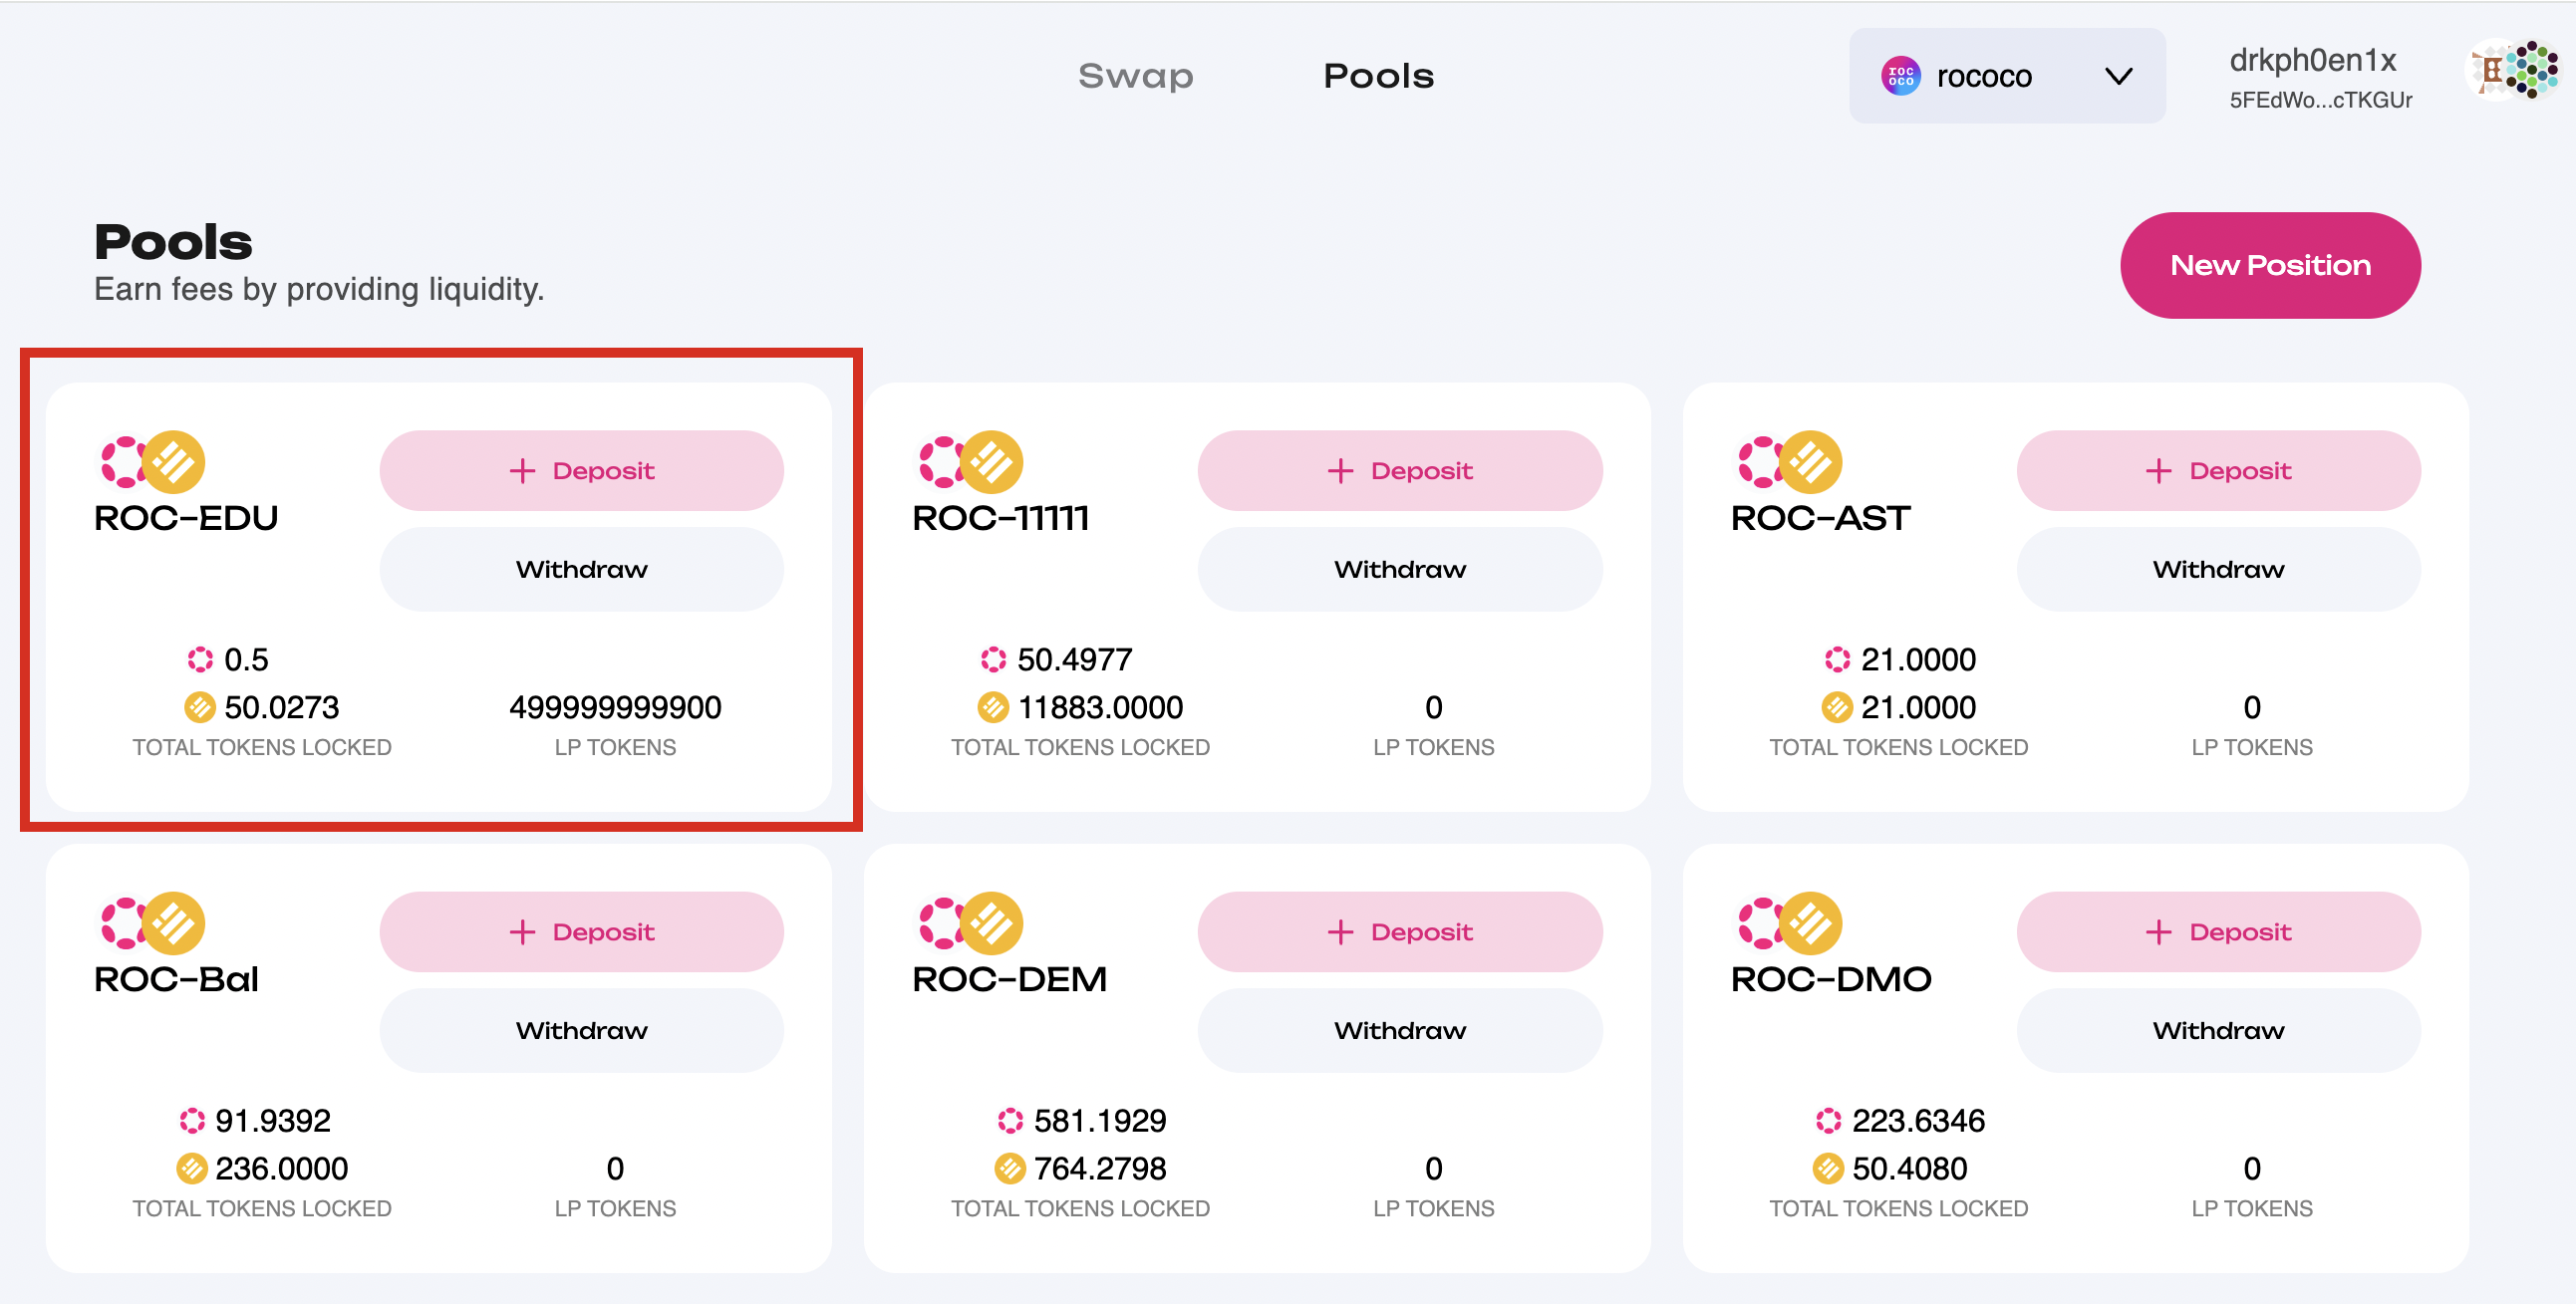 Swap
Pools
roc
oco
rococo
drkph0en1x
5FEdWo...cTKGUr
Pools
Earn fees by providing liquidity.
New Position
ROC-EDU
+ Deposit
Withdraw
0.5
50.0273
TOTAL TOKENS LOCKED
499999999900
LP TOKENS
ROC-11111
+ Deposit
Withdraw
50.4977
11883.0000
TOTAL TOKENS LOCKED
0
LP TOKENS
ROC-AST
+ Deposit
Withdraw
21.0000
21.0000
TOTAL TOKENS LOCKED
0
LP TOKENS
ROC-Bal
+ Deposit
Withdraw
91.9392
236.0000
TOTAL TOKENS LOCKED
0
LP TOKENS
ROC-DEM
+ Deposit
Withdraw
581.1929
764.2798
TOTAL TOKENS LOCKED
0
LP TOKENS
ROC-DMO
+ Deposit
Withdraw
223.6346
50.4080
TOTAL TOKENS LOCKED
0
LP TOKENS